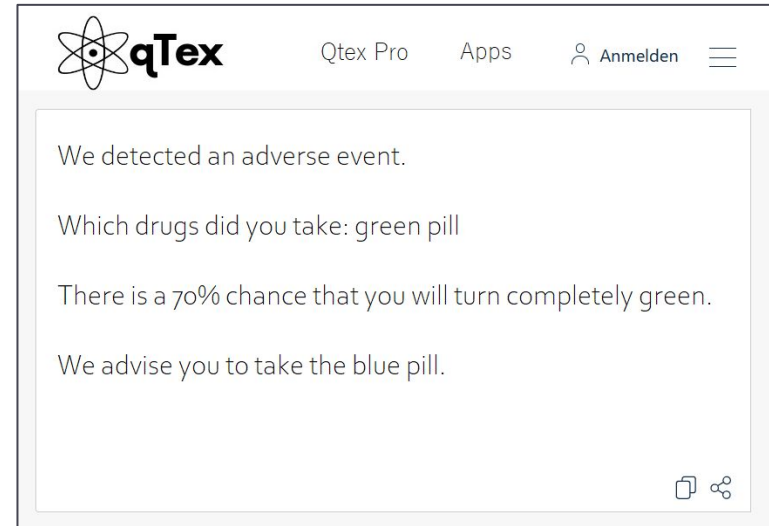 qTex
Qtex Pro
Apps
Anmelden
We detected an adverse event.
Which drugs did you take: green pill
There is a 70% chance that you will turn completely green.
We advise you to take the blue pill.